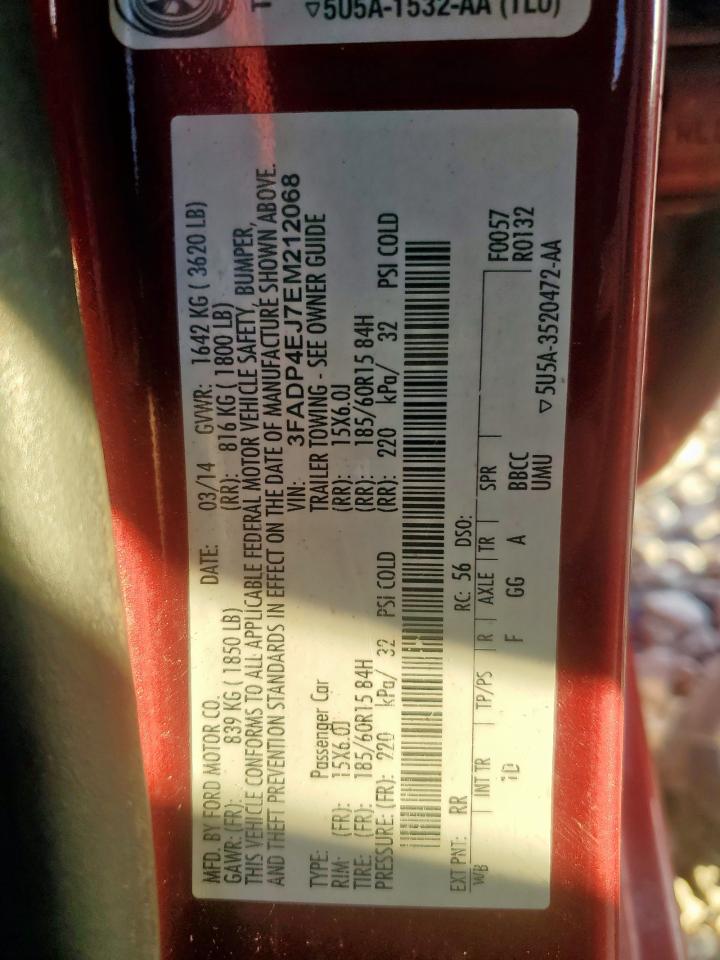 5U5A-1532-AA (TL0)
MFD. BY FORD MOTOR CO. DATE: 03/14 GVWR: 1642 KG ( 3620 LB)
GAWR: (FR): 839 KG ( 1850 LB) (RR): 816 KG ( 1800 LB)
THIS VEHICLE CONFORMS TO ALL APPLICABLE FEDERAL MOTOR VEHICLE SAFETY, BUMPER,
AND THEFT PREVENTION STANDARDS IN EFFECT ON THE DATE OF MANUFACTURE SHOWN ABOVE.
VIN: 3FADP4EJ7EM212068
TYPE: Passenger Car TRAILER TOWING - SEE OWNER GUIDE
RIM: (FR): 15X6.0J (RR): 15X6.0J
TIRE: (FR): 185/60R15 84H (RR): 185/60R15 84H
PRESSURE: (FR): 220 kPa/ 32 PSI COLD (RR): 220 kPa/ 32 PSI COLD
EXT PNT: RR RC: 56 DSO: F0057
WB INT TR TP/PS R AXLE TR SPR R0132
1D F GG A BBCC
UMU
5U5A-3520472-AA